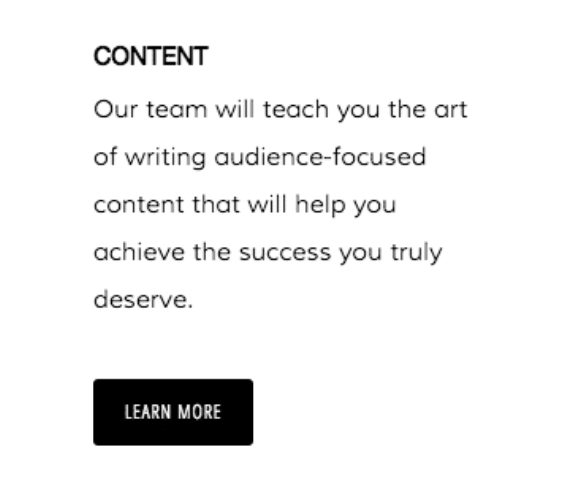 CONTENT
Our team will teach you the art
of writing audience-focused
content that will help you
achieve the success you truly
deserve.
LEARN MORE